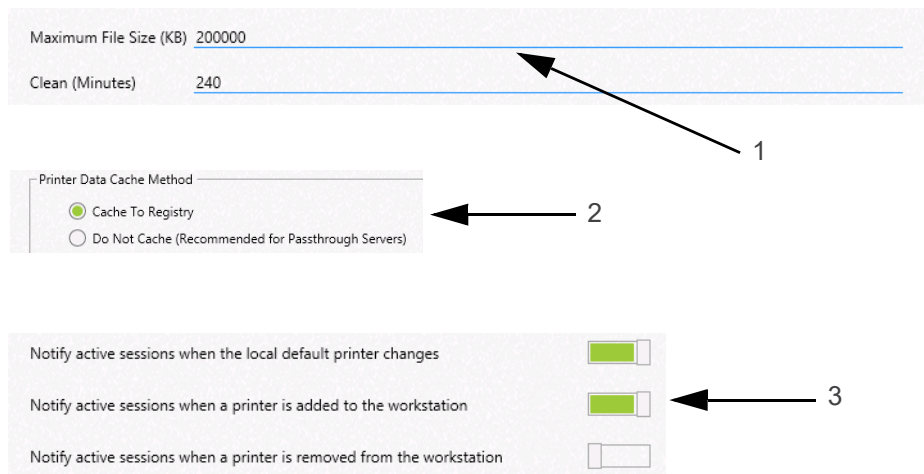 Maximum File Size (KB) 200000
Clean (Minutes) 240
1
Printer Data Cache Method
Cache To Registry
2
Do Not Cache (Recommended for Passthrough Servers)
Notify active sessions when the local default printer changes
Notify active sessions when a printer is added to the workstation
3
Notify active sessions when a printer is removed from the workstation